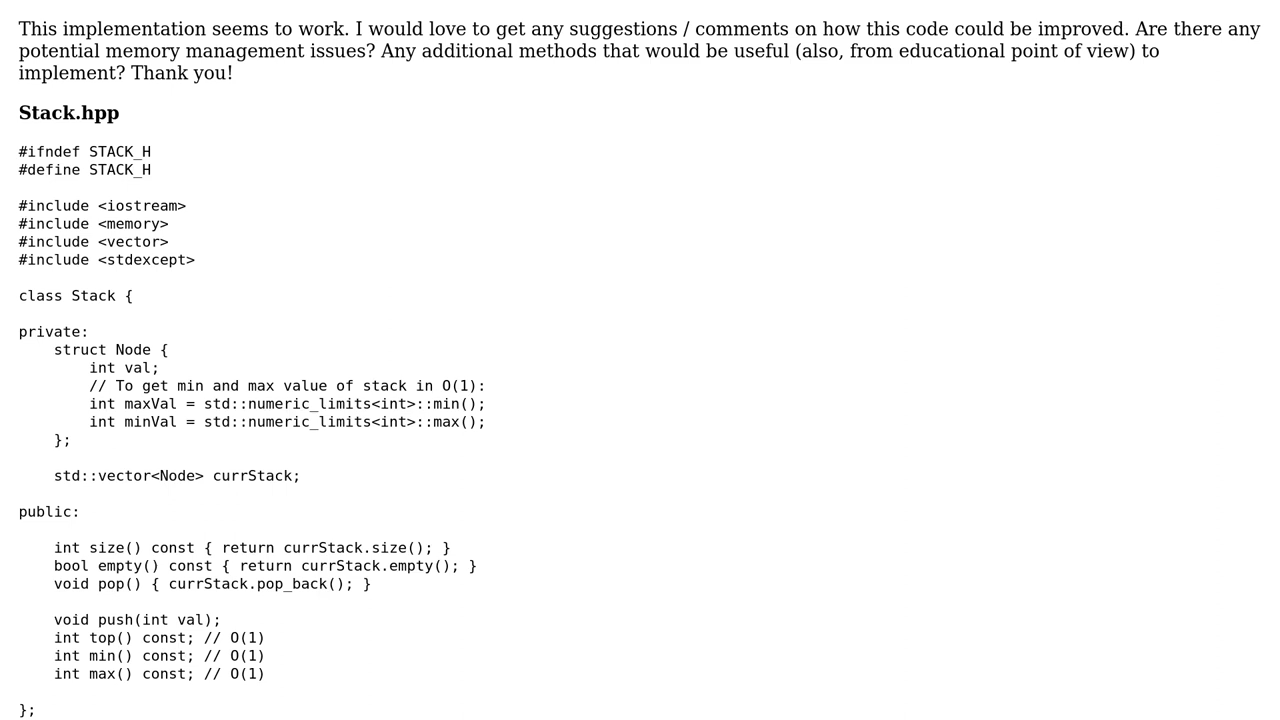 This implementation seems to work. I would love to get any suggestions / comments on how this code could be improved. Are there any
potential memory management issues? Any additional methods that would be useful (also, from educational point of view) to
implement? Thank you!
Stack.hpp
#ifndef STACK_H
#define STACK_H
#include <iostream>
#include <memory>
#include <vector>
#include <stdexcept>
class Stack {
private:
    struct Node {
        int val;
        // To get min and max value of stack in O(1):
        int maxVal = std::numeric_limits<int>::min();
        int minVal = std::numeric_limits<int>::max();
    };
    std::vector<Node> currStack;
public:
    int size() const { return currStack.size(); }
    bool empty() const { return currStack.empty(); }
    void pop() { currStack.pop_back(); }
    void push(int val);
    int top() const; // O(1)
    int min() const; // O(1)
    int max() const; // O(1)
};